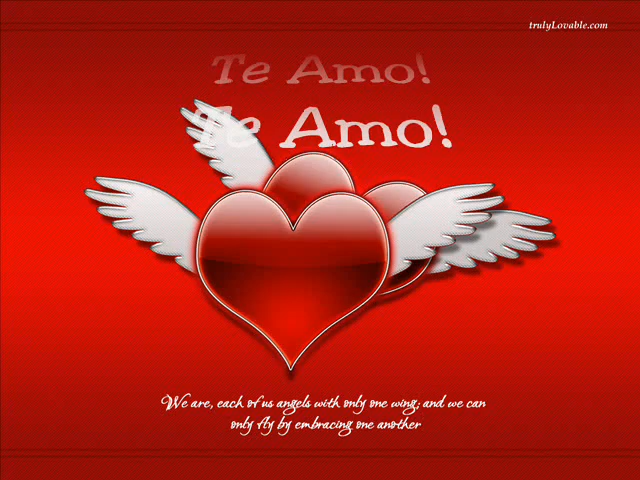 trulyLovable.com
Te Amo!
Te Amo!
We are, each of us angels with only one wing; and we can
only fly by embracing one another